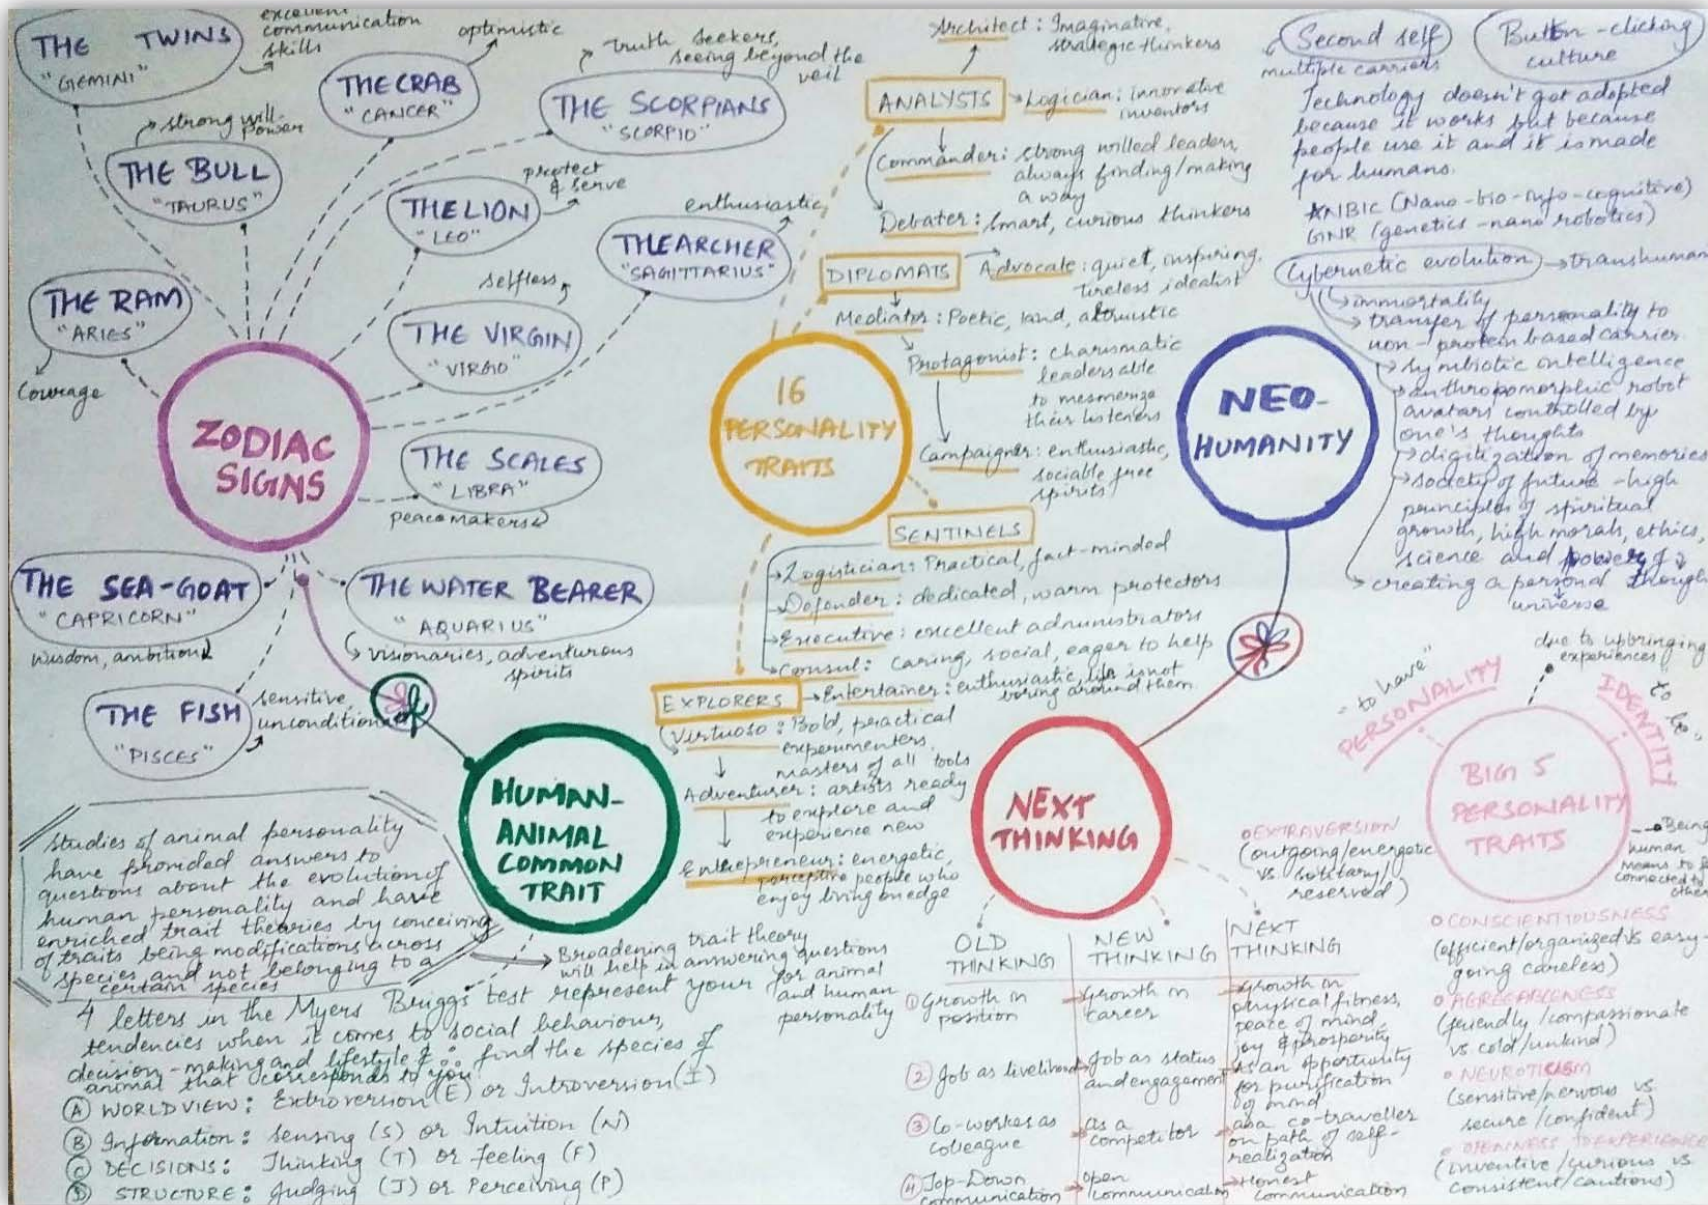 THE TWINS
"GEMINI"
excellent
communication
skills
THE CRAB
"CANCER"
optimistic
THE SCORPIANS
"SCORPIO"
truth seekers,
seeing beyond the
veil
THE BULL
"TAURUS"
strong will-
power
THE LION
"LEO"
protect
& serve
THE ARCHER
"SAGITTARIUS"
enthusiastic
THE RAM
"ARIES"
Courage
THE VIRGIN
"VIRGO"
selfless
ZODIAC
SIGNS
THE SCALES
"LIBRA"
peacemakers
THE SEA-GOAT
"CAPRICORN"
wisdom, ambition
THE WATER BEARER
"AQUARIUS"
visionaries, adventurous
spirits
THE FISH
"PISCES"
sensitive
unconditional
of
HUMAN-
ANIMAL
COMMON
TRAIT
Studies of animal personality
have provided answers to
questions about the evolution of
human personality and have
enriched trait theories by conceiving
of traits being modifications across
species and not belonging to a
certain species
Broadening trait theory
will help in answering questions
for animal
and human
personality
4 letters in the Myers Briggs test represent your
tendencies when it comes to social behaviour,
decision-making and lifestyle & ∴ find the species of
animal that corresponds to you
A WORLDVIEW: Extroversion (E) or Introversion (I)
B Information: Sensing (S) or Intuition (N)
C DECISIONS: Thinking (T) or Feeling (F)
D STRUCTURE: Judging (J) or Perceiving (P)
16
PERSONALITY
TRAITS
ANALYSTS
Architect: Imaginative,
strategic thinkers
Logician: innovative
inventors
Commander: strong willed leader,
always finding/making
a way
Debater: Smart, curious thinkers
DIPLOMATS
Advocate: quiet, inspiring,
tireless idealist
Mediator: Poetic, kind, altruistic
Protagonist: charismatic
leaders able
to mesmerize
their listeners
Campaigner: enthusiastic,
sociable free
spirits
SENTINELS
Logistician: Practical, fact-minded
Defender: dedicated, warm protectors
Executive: excellent administrators
Consul: Caring, social, eager to help
EXPLORERS
Entertainer: enthusiastic, life is not
boring around them
Virtuoso: Bold, practical
experimenters,
masters of all tools
Adventurer: artists ready
to explore and
experience new
Entrepreneur: energetic,
perceptive people who
enjoy living on edge
Second self
multiple carriers
Button-clicking
culture
Technology doesn't get adopted
because it works but because
people use it and it is made
for humans.
NBIC (Nano-bio-info-cognitive)
GNR (genetics-nano robotics)
Cybernetic evolution
transhuman
immortality
transfer of personality to
non-protein based carrier
Symbiotic intelligence
anthropomorphic robot
avatars controlled by
one's thoughts
digitization of memories
society of future - high
principles of spiritual
growth, high morals, ethics,
science and power of
thought
creating a personal
universe
NEO-
HUMANITY
NEXT
THINKING
OLD
THINKING
NEW
THINKING
NEXT
THINKING
1 Growth in
position
Growth in
career
Growth in
physical fitness,
peace of mind,
joy & prosperity
2 Job as livelihood
Job as status
and engagement
as an opportunity
for purification
of mind
3 Co-workes as
colleague
as a
competitor
as a co-traveller
on path of self-
realization
4 Top-Down
communication
open
communication
Honest
communication
due to upbringing
experiences
"to have"
PERSONALITY
IDENTITY
BIG 5
PERSONALITY
TRAITS
Being
human
means to be
connected to
other
EXTRAVERSION
(outgoing/energetic
vs solitary/
reserved)
CONSCIENTIOUSNESS
(efficient/organized vs easy-
going careless)
AGREEABLENESS
(friendly/compassionate
vs cold/unkind)
NEUROTICISM
(sensitive/nervous vs
secure/confident)
OPENNESS TO EXPERIENCE
(inventive/curious vs
consistent/cautious)